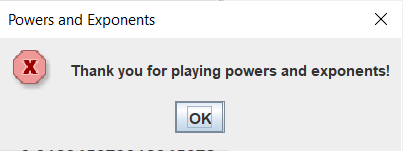 Powers and Exponents
Thank you for playing powers and exponents!
OK